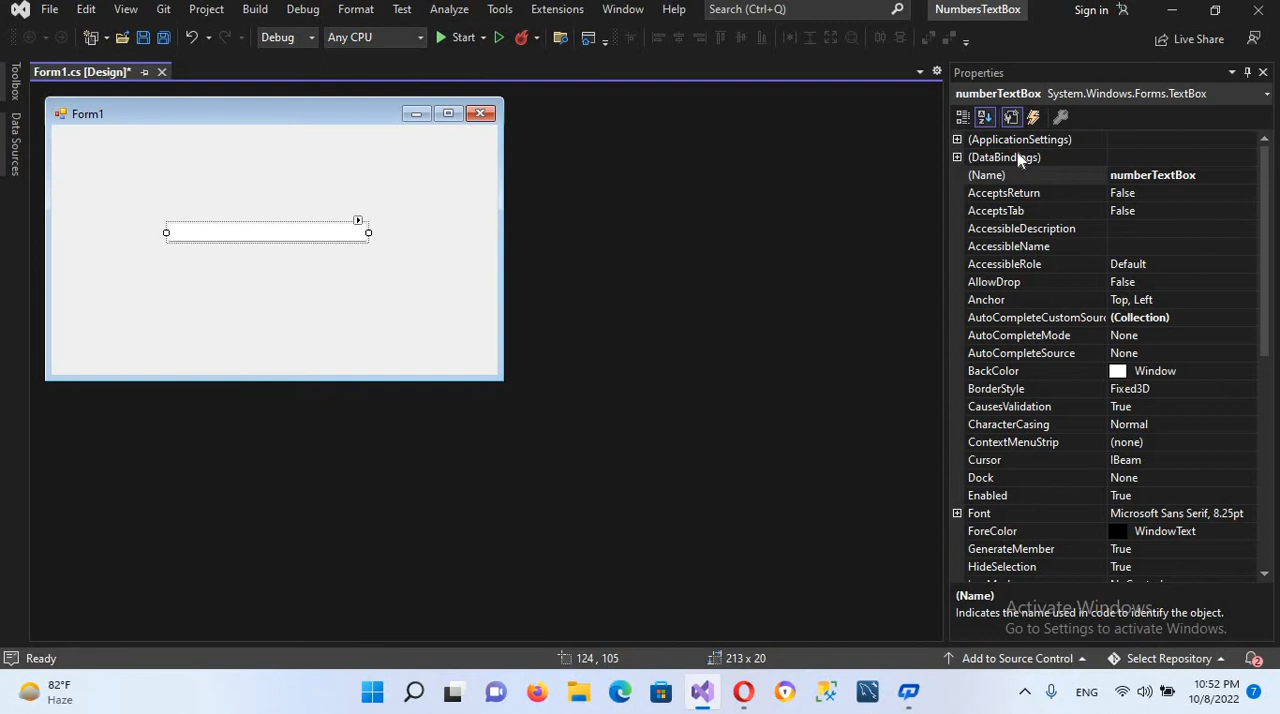 File Edit View Git Project Build Debug Format Test Analyze Tools Extensions Window Help Search (Ctrl+Q) NumbersTextBox Sign in
Debug Any CPU Start Live Share
Form1.cs [Design]*
Toolbox
Data Sources
Form1
Properties
numberTextBox System.Windows.Forms.TextBox
(ApplicationSettings)
(DataBindings)
(Name) numberTextBox
AcceptsReturn False
AcceptsTab False
AccessibleDescription
AccessibleName
AccessibleRole Default
AllowDrop False
Anchor Top, Left
AutoCompleteCustomSourc (Collection)
AutoCompleteMode None
AutoCompleteSource None
BackColor Window
BorderStyle Fixed3D
CausesValidation True
CharacterCasing Normal
ContextMenuStrip (none)
Cursor IBeam
Dock None
Enabled True
Font Microsoft Sans Serif, 8.25pt
ForeColor WindowText
GenerateMember True
HideSelection True
(Name)
Indicates the name used in code to identify the object.
Activate Windows
Go to Settings to activate Windows.
Ready 124 , 105 213 x 20 Add to Source Control Select Repository 2
82°F
Haze
ENG
10:52 PM
10/8/2022
7